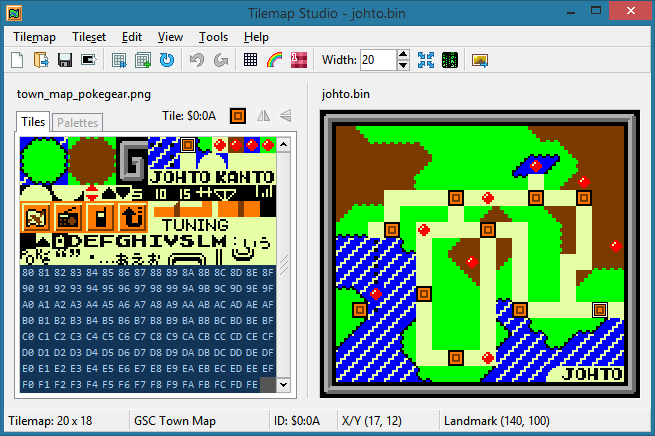 Tilemap Studio - johto.bin
Tilemap Tileset Edit View Tools Help
Width: 20
town_map_pokegear.png
johto.bin
Tiles Palettes
Tile: $0:0A
G
JOHTO KANTO
10 15
TUNING
DEFGHIVSLM
80 81 82 83 84 85 86 87 88 89 8A 8B 8C 8D 8E 8F
90 91 92 93 94 95 96 97 98 99 9A 9B 9C 9D 9E 9F
A0 A1 A2 A3 A4 A5 A6 A7 A8 A9 AA AB AC AD AE AF
B0 B1 B2 B3 B4 B5 B6 B7 B8 B9 BA BB BC BD BE BF
C0 C1 C2 C3 C4 C5 C6 C7 C8 C9 CA CB CC CD CE CF
D0 D1 D2 D3 D4 D5 D6 D7 D8 D9 DA DB DC DD DE DF
E0 E1 E2 E3 E4 E5 E6 E7 E8 E9 EA EB EC ED EE EF
F0 F1 F2 F3 F4 F5 F6 F7 F8 F9 FA FB FC FD FE
JOHTO
Tilemap: 20 x 18
GSC Town Map
ID: $0:0A
X/Y (17, 12)
Landmark (140, 100)